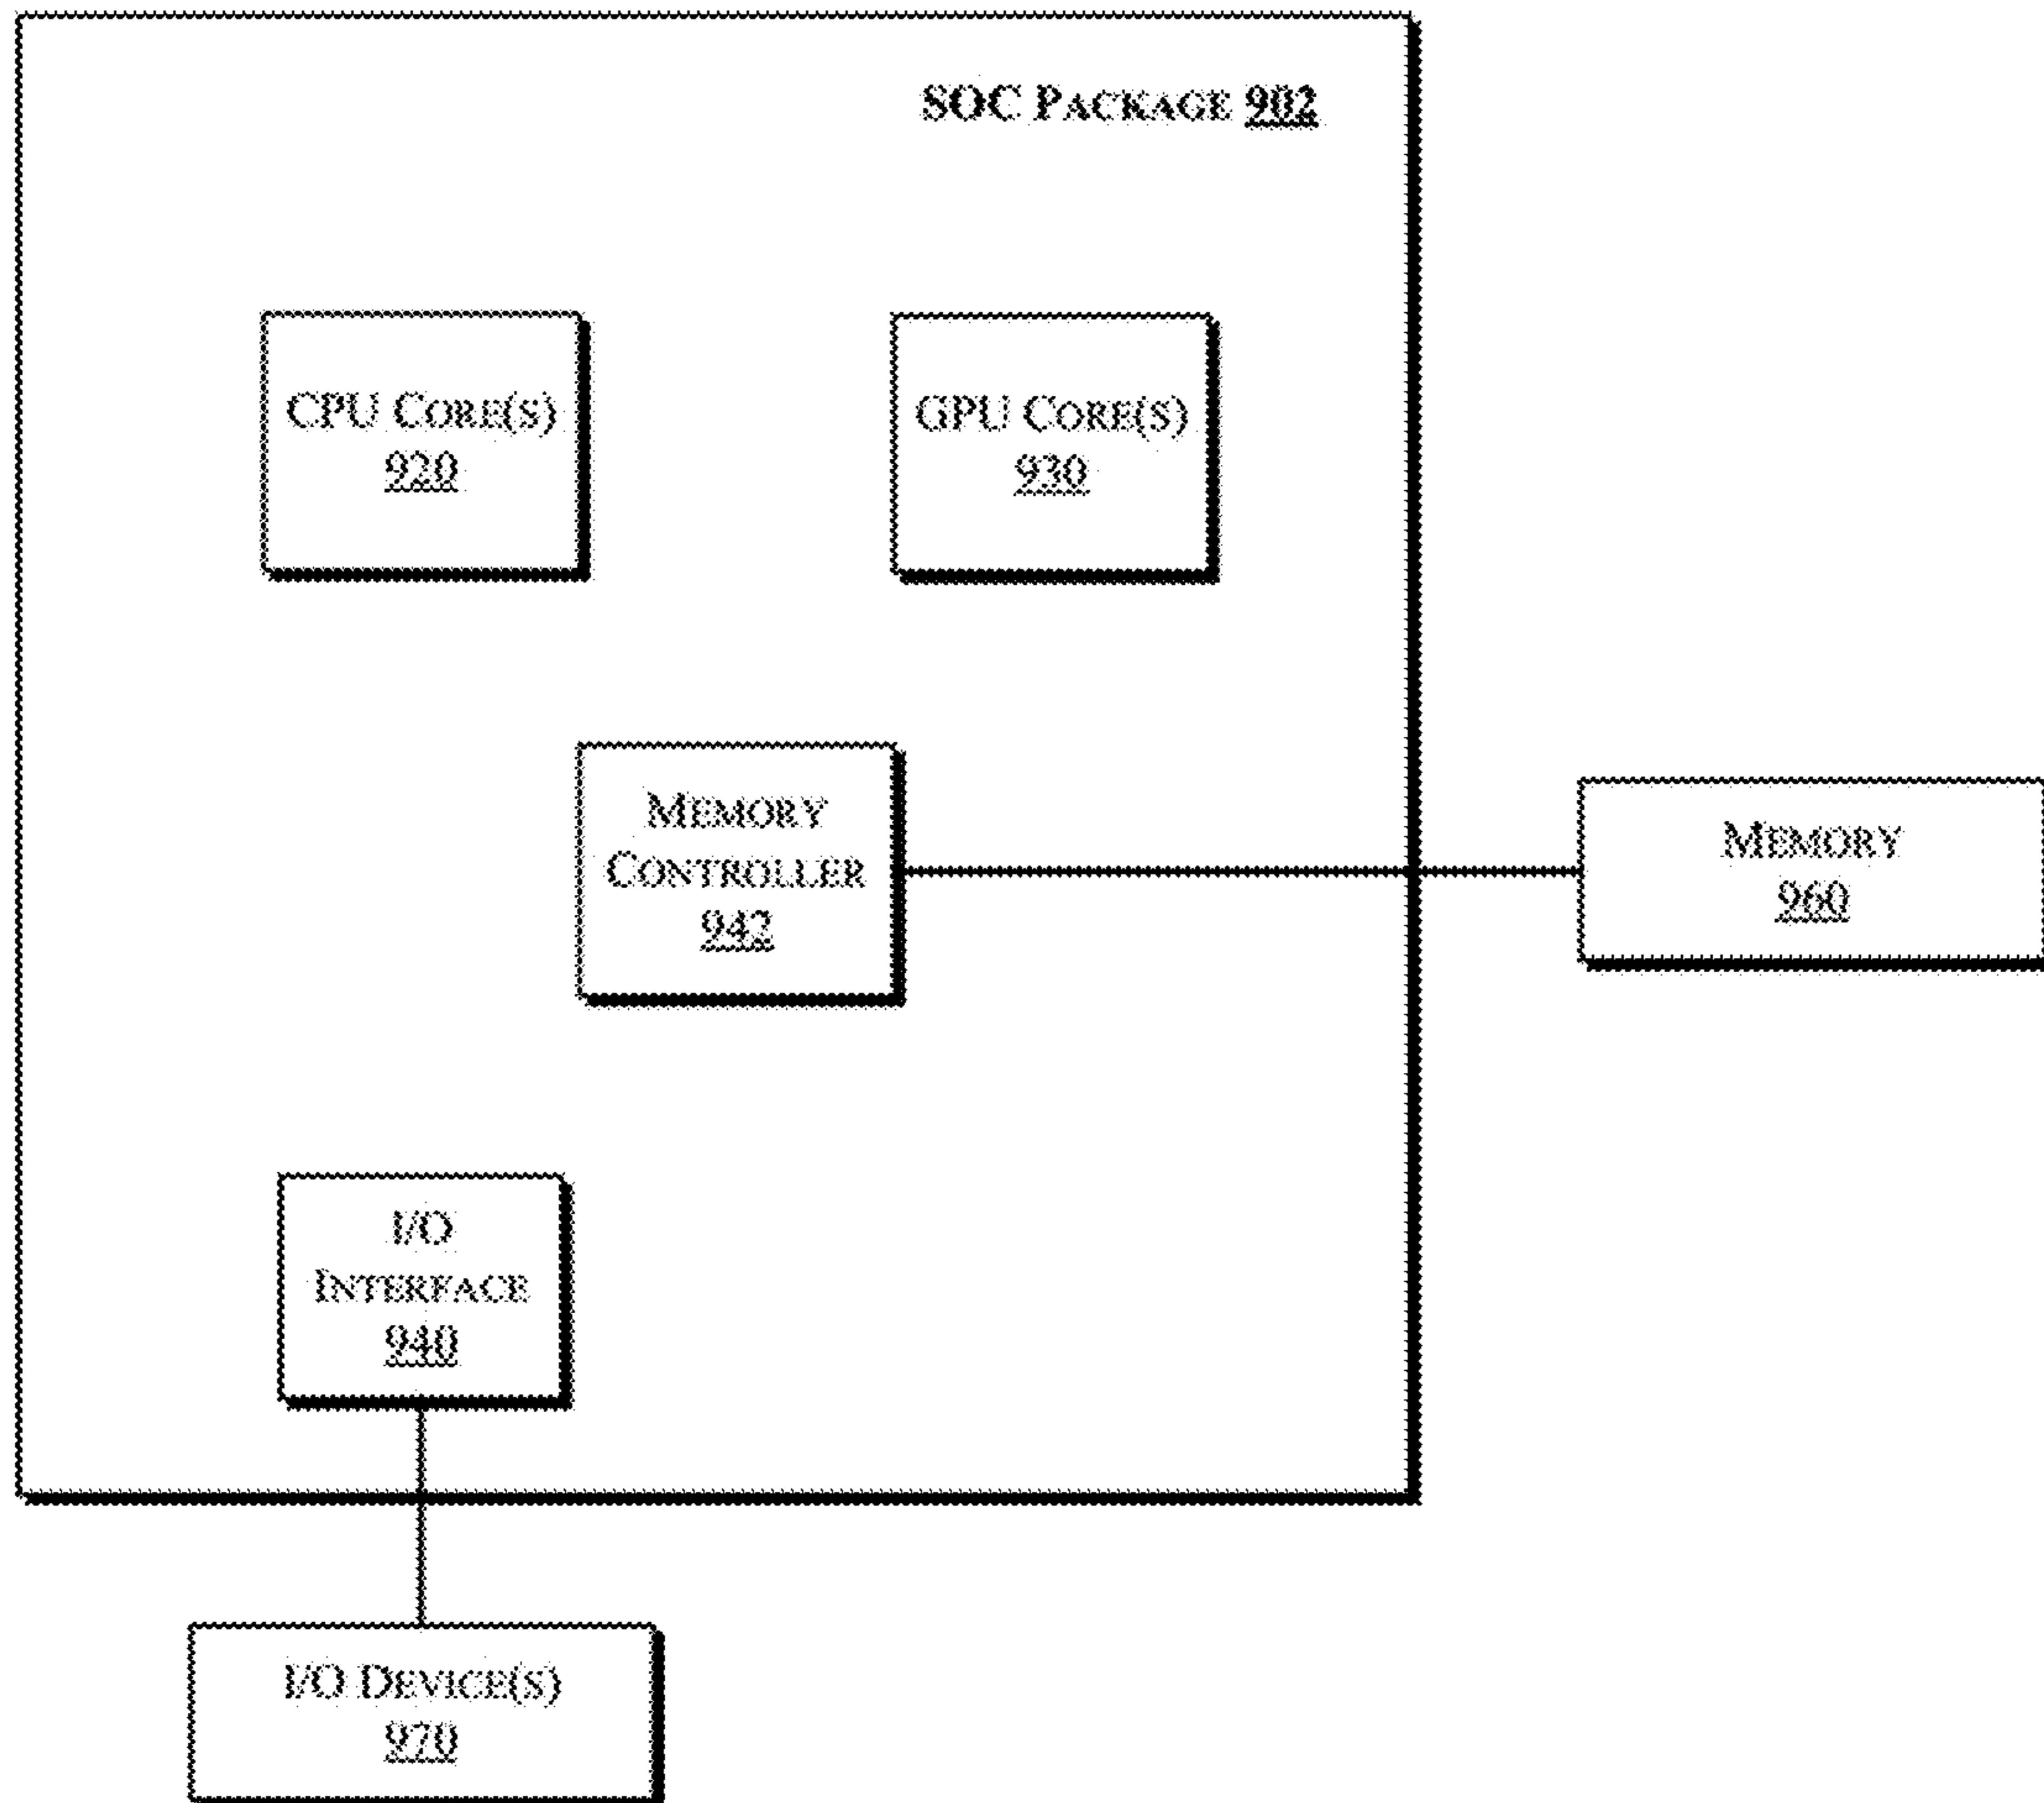 SOC PACKAGE 902
CPU CORE(S)
920
GPU CORE(S)
930
MEMORY
CONTROLLER
942
MEMORY
960
I/O
INTERFACE
940
I/O DEVICE(S)
970